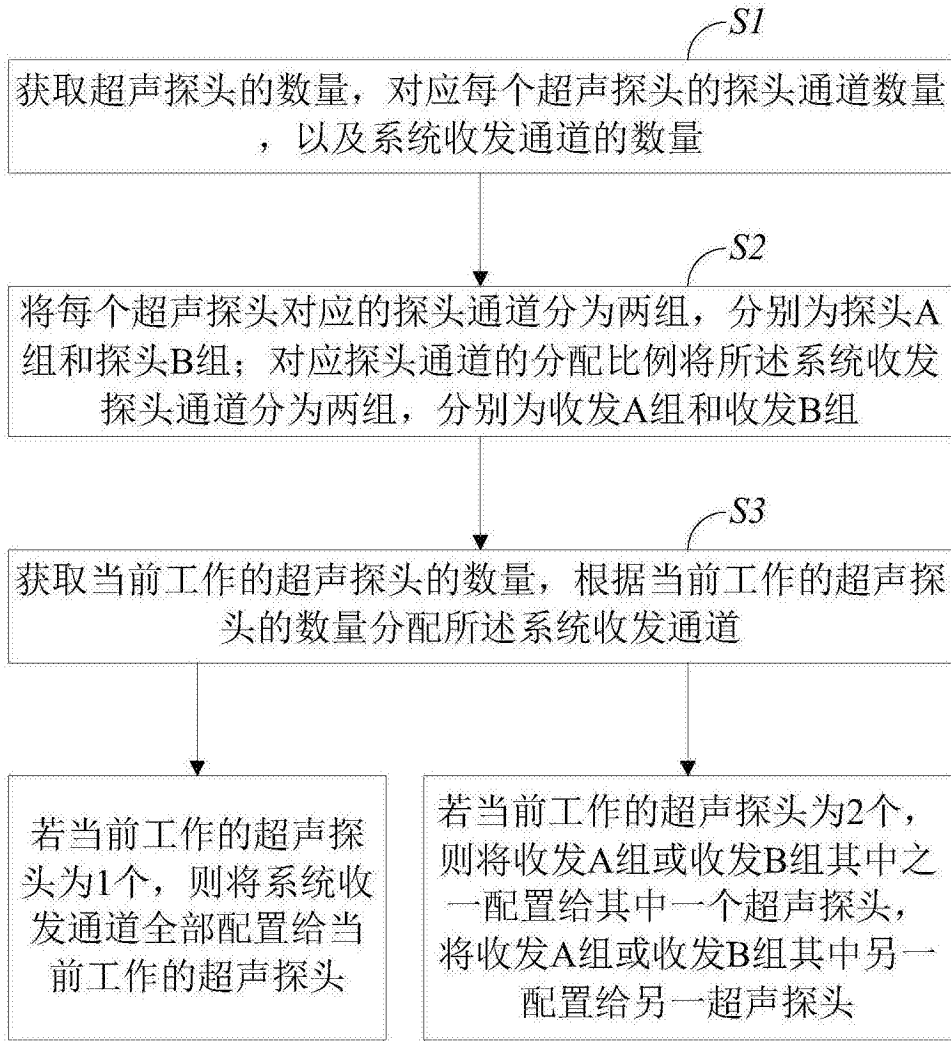 S1
获取超声探头的数量，对应每个超声探头的探头通道数量
，以及系统收发通道的数量
S2
将每个超声探头对应的探头通道分为两组，分别为探头A
组和探头B组；对应探头通道的分配比例将所述系统收发
探头通道分为两组，分别为收发A组和收发B组
S3
获取当前工作的超声探头的数量，根据当前工作的超声探
头的数量分配所述系统收发通道
若当前工作的超声探
头为1个，则将系统收
发通道全部配置给当
前工作的超声探头
若当前工作的超声探头为2个，
则将收发A组或收发B组其中之
一配置给其中一个超声探头，
将收发A组或收发B组其中另一
配置给另一超声探头